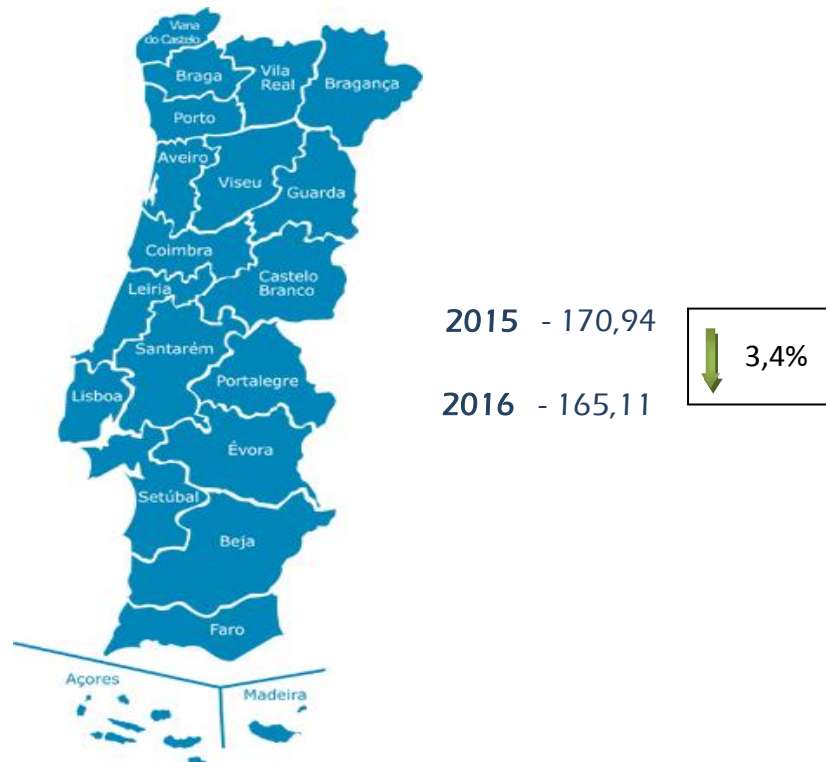 Viana
do Castelo
Braga
Vila
Real
Bragança
Porto
Aveiro
Viseu
Guarda
Coimbra
Leiria
Castelo
Branco
Santarém
Lisboa
Portalegre
Évora
Setúbal
Beja
Faro
Açores
Madeira
2015 - 170,94
3,4%
2016 - 165,11